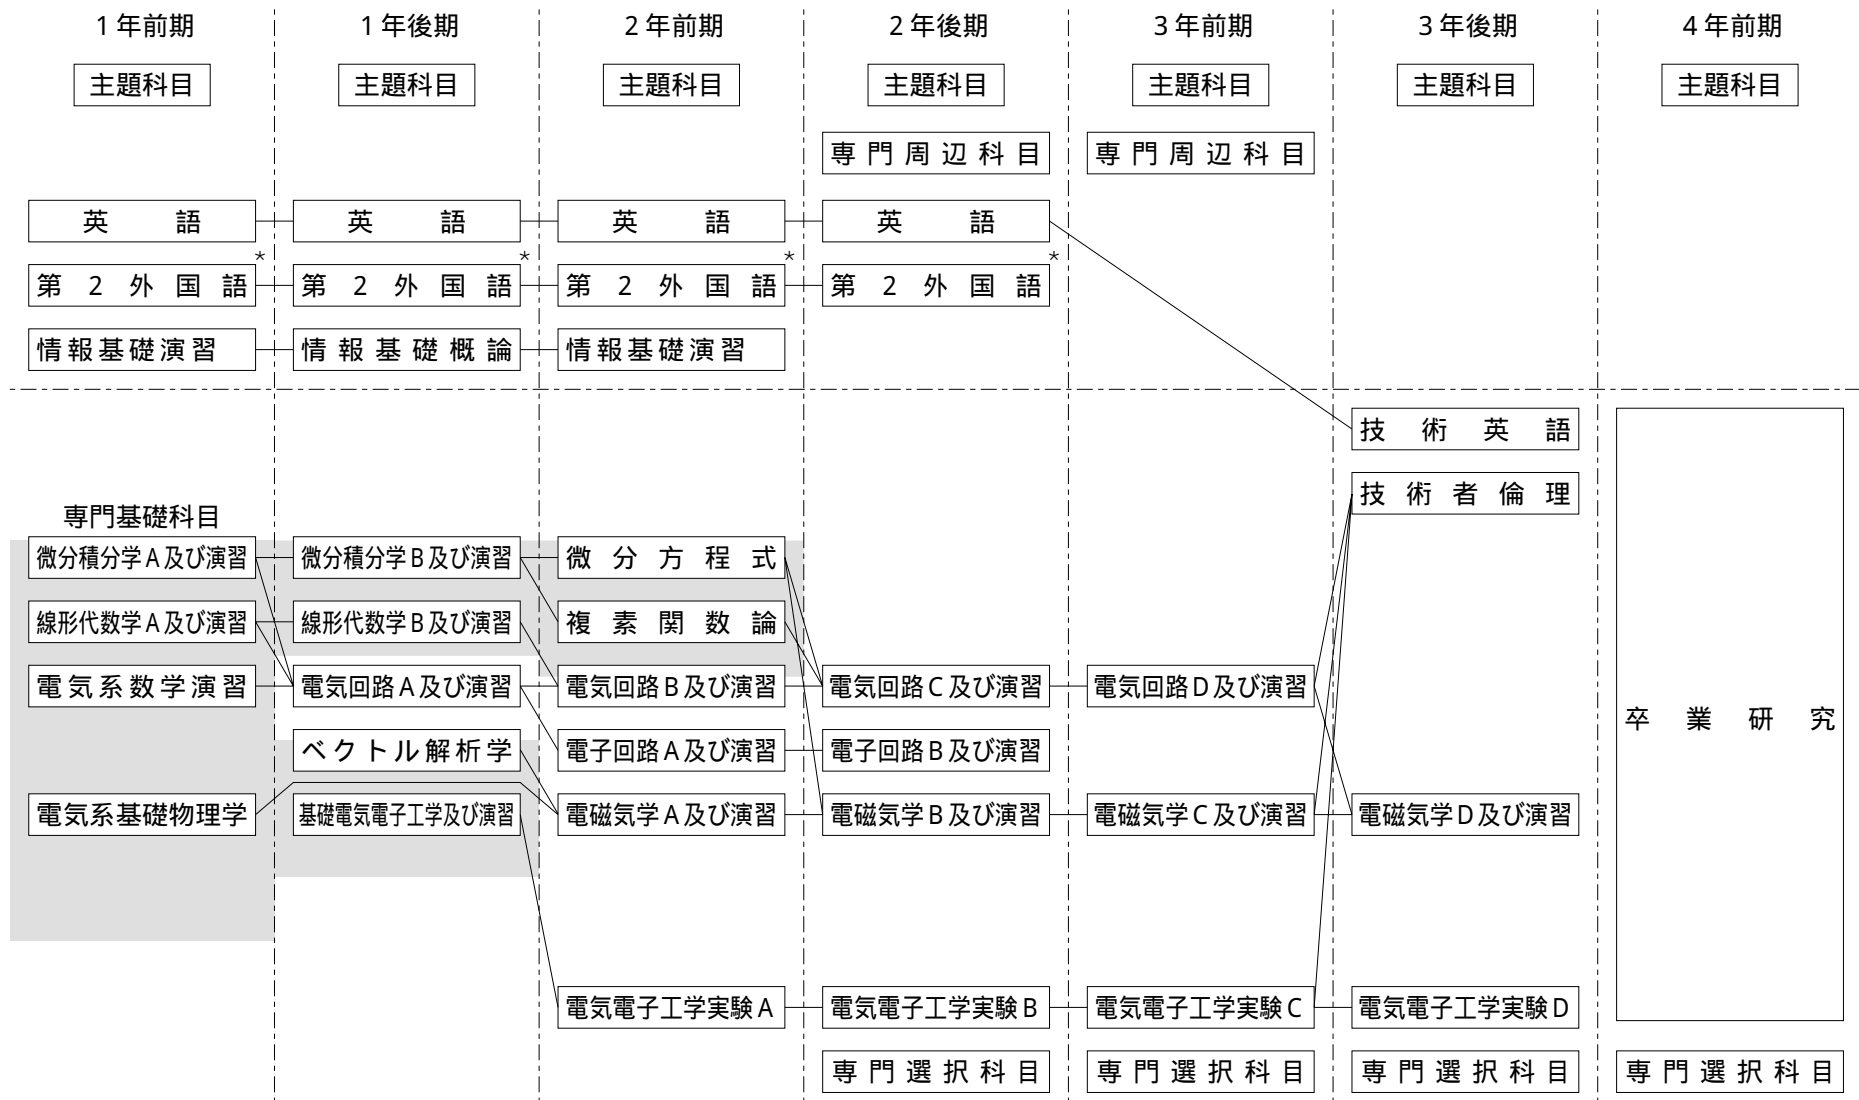 1年前期 1年後期 2年前期 2年後期 3年前期 3年後期 4年前期
主題科目 主題科目 主題科目 主題科目 主題科目 主題科目 主題科目
専門周辺科目 専門周辺科目
英語 英語 英語 英語
* * * *
第2外国語 第2外国語 第2外国語 第2外国語
情報基礎演習 情報基礎概論 情報基礎演習
技術英語
技術者倫理
専門基礎科目
微分積分学A及び演習 微分積分学B及び演習 微分方程式
線形代数学A及び演習 線形代数学B及び演習 複素関数論
電気系数学演習 電気回路A及び演習 電気回路B及び演習 電気回路C及び演習 電気回路D及び演習
卒業研究
ベクトル解析学 電子回路A及び演習 電子回路B及び演習
電気系基礎物理学 基礎電気電子工学及び演習 電磁気学A及び演習 電磁気学B及び演習 電磁気学C及び演習 電磁気学D及び演習
電気電子工学実験A 電気電子工学実験B 電気電子工学実験C 電気電子工学実験D
専門選択科目 専門選択科目 専門選択科目 専門選択科目